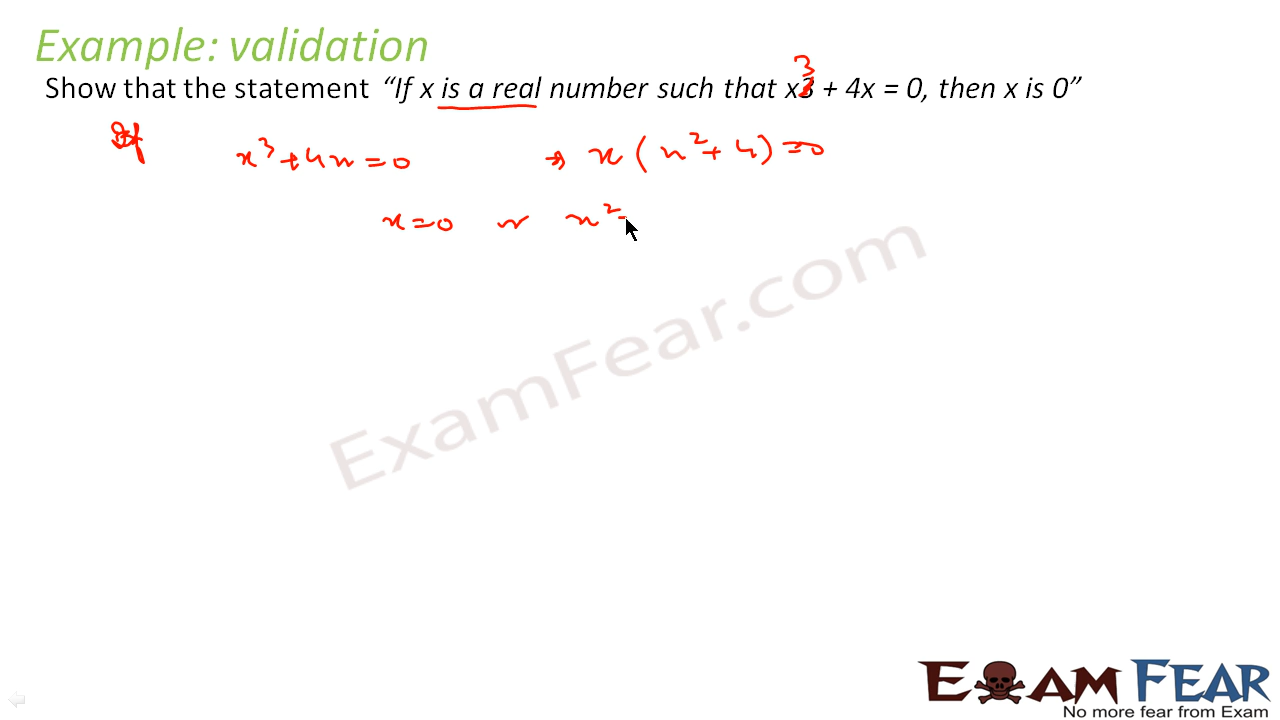 Example: validation
Show that the statement “If x is a real number such that x3 + 4x = 0, then x is 0”
If x³ + 4x = 0 ⇒ x (x² + 4) = 0
x = 0 or x²
ExamFear.com
EXAM FEAR
No more fear from Exam